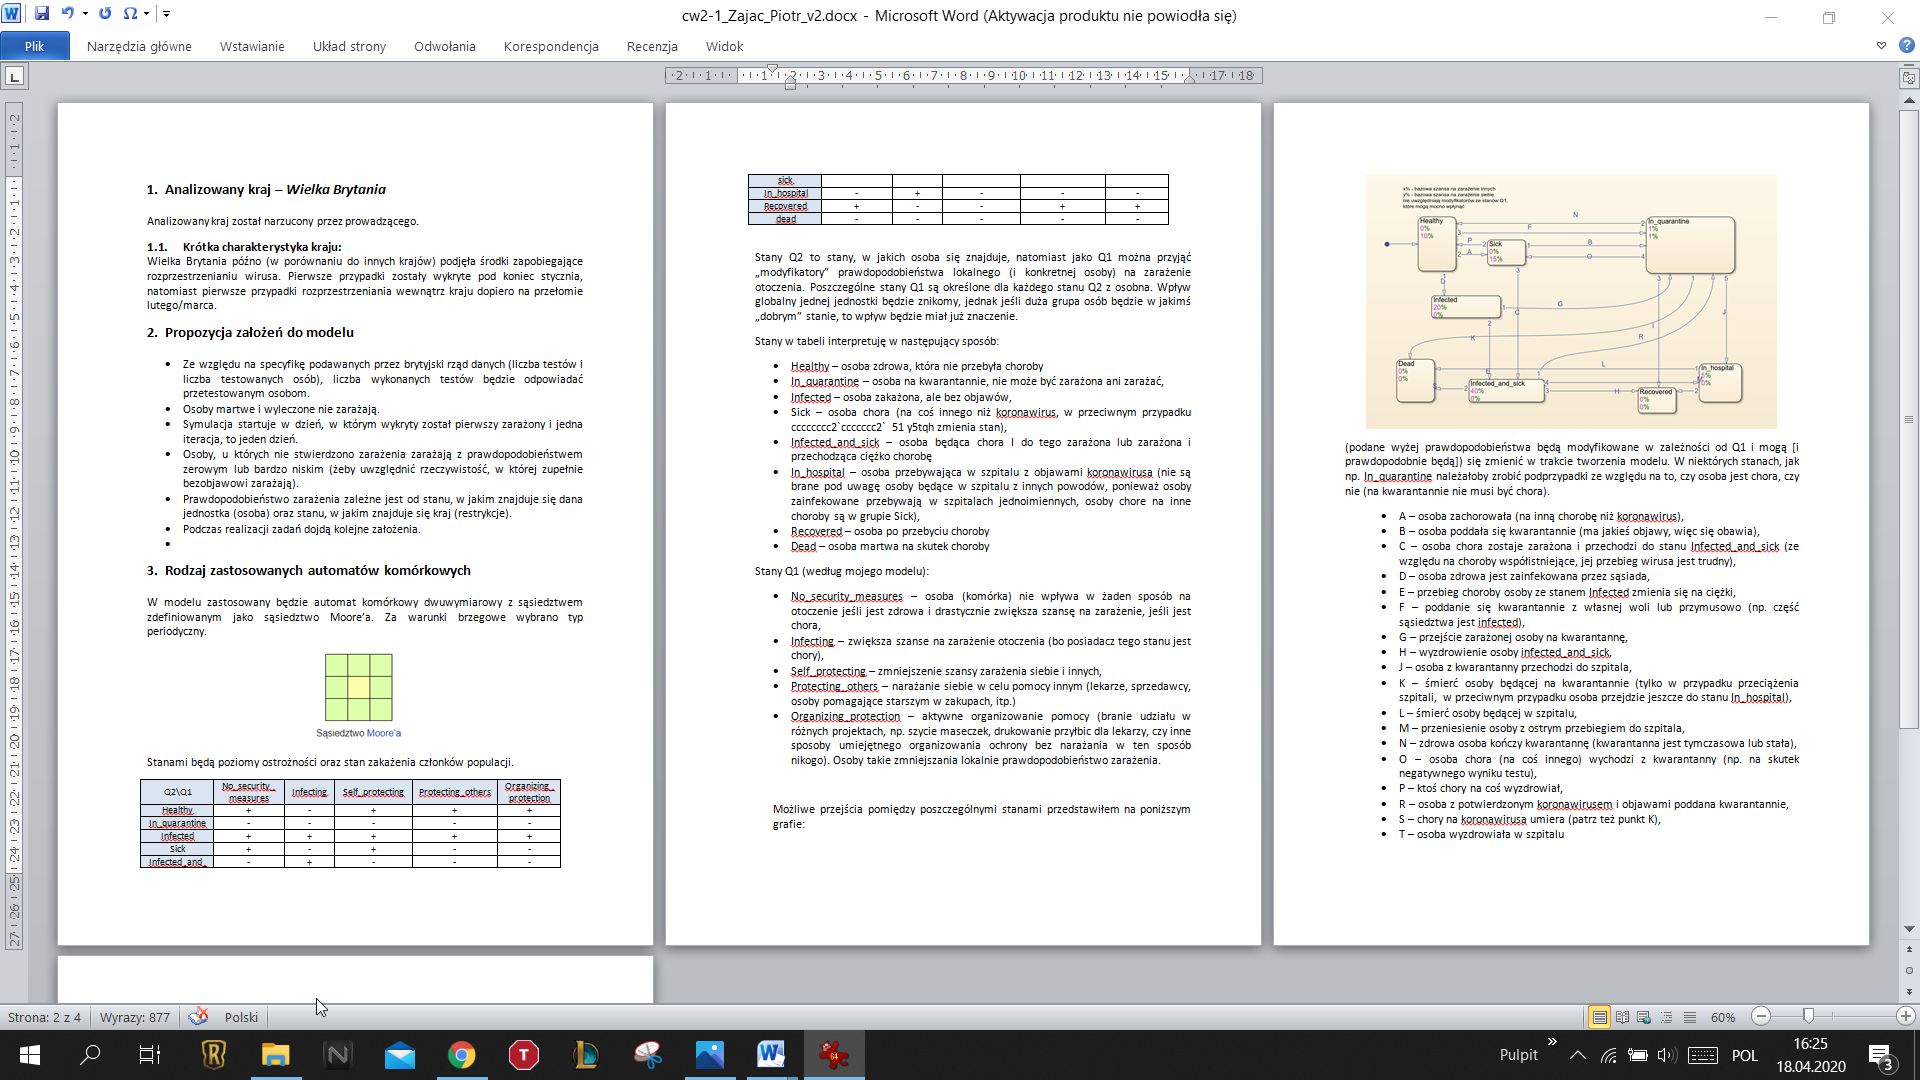 cw2-1_Zajac_Piotr_v2.docx - Microsoft Word (Aktywacja produktu nie powiodła się)
Plik Narzędzia główne Wstawianie Układ strony Odwołania Korespondencja Recenzja Widok
1. Analizowany kraj – Wielka Brytania
Analizowany kraj został narzucony przez prowadzącego.
1.1. Krótka charakterystyka kraju:
Wielka Brytania późno (w porównaniu do innych krajów) podjęła środki zapobiegające
rozprzestrzenianiu wirusa. Pierwsze przypadki zostały wykryte pod koniec stycznia,
natomiast pierwsze przypadki rozprzestrzeniania wewnątrz kraju dopiero na przełomie
lutego/marca.
2. Propozycja założeń do modelu
• Ze względu na specyfikę podawanych przez brytyjski rząd danych (liczba testów i
liczba testowanych osób), liczba wykonanych testów będzie odpowiadać
przetestowanym osobom.
• Osoby martwe i wyleczone nie zarażają.
• Symulacja startuje w dzień, w którym wykryty został pierwszy zarażony i jedna
iteracja, to jeden dzień.
• Osoby, u których nie stwierdzono zarażenia zarażają z prawdopodobieństwem
zerowym lub bardzo niskim (żeby uwzględnić rzeczywistość, w której zupełnie
bezobjawowi zarażają).
• Prawdopodobieństwo zarażenia zależne jest od stanu, w jakim znajduje się dana
jednostka (osoba) oraz stanu, w jakim znajduje się kraj (restrykcje).
• Podczas realizacji zadań dojdą kolejne założenia.
•
3. Rodzaj zastosowanych automatów komórkowych
W modelu zastosowany będzie automat komórkowy dwuwymiarowy z sąsiedztwem
zdefiniowanym jako sąsiedztwo Moore'a. Za warunki brzegowe wybrano typ
periodyczny.
Sąsiedztwo Moore'a
Stanami będą poziomy ostrożności oraz stan zakażenia członków populacji.
Q2\Q1 No_security_measures Infecting Self_protecting Protecting_others Organizing_protection
Healthy + - + + +
In_quarantine - - - - -
Infected + + + + +
Sick + - + - -
Infected_and_ - + - - -
sick
In_hospital - + - - -
Recovered + - - + +
dead - - - - -
Stany Q2 to stany, w jakich osoba się znajduje, natomiast jako Q1 można przyjąć
„modyfikatory" prawdopodobieństwa lokalnego (i konkretnej osoby) na zarażenie
otoczenia. Poszczególne stany Q1 są określone dla każdego stanu Q2 z osobna. Wpływ
globalny jednej jednostki będzie znikomy, jednak jeśli duża grupa osób będzie w jakimś
„dobrym" stanie, to wpływ będzie miał już znaczenie.
Stany w tabeli interpretuję w następujący sposób:
• Healthy – osoba zdrowa, która nie przebyła choroby
• In_quarantine – osoba na kwarantannie, nie może być zarażona ani zarażać,
• Infected – osoba zakażona, ale bez objawów,
• Sick – osoba chora (na coś innego niż koronawirus, w przeciwnym przypadku
cccccccc2`ccccccc2` 51 y5tqh zmienia stan),
• Infected_and_sick – osoba będąca chora I do tego zarażona lub zarażona i
przechodząca ciężko chorobę
• In_hospital – osoba przebywająca w szpitalu z objawami koronawirusa (nie są
brane pod uwagę osoby będące w szpitalu z innych powodów, ponieważ osoby
zainfekowane przebywają w szpitalach jednoimiennych, osoby chore na inne
choroby są w grupie Sick),
• Recovered – osoba po przebyciu choroby
• Dead – osoba martwa na skutek choroby
Stany Q1 (według mojego modelu):
• No_security_measures – osoba (komórka) nie wpływa w żaden sposób na
otoczenie jeśli jest zdrowa i drastycznie zwiększa szansę na zarażenie, jeśli jest
chora,
• Infecting – zwiększa szanse na zarażenie otoczenia (bo posiadacz tego stanu jest
chory),
• Self_protecting – zmniejszenie szansy zarażenia siebie i innych,
• Protecting_others – narażanie siebie w celu pomocy innym (lekarze, sprzedawcy,
osoby pomagające starszym w zakupach, itp.)
• Organizing_protection – aktywne organizowanie pomocy (branie udziału w
różnych projektach, np. szycie maseczek, drukowanie przyłbic dla lekarzy, czy inne
sposoby umiejętnego organizowania ochrony bez narażania w ten sposób
nikogo). Osoby takie zmniejszania lokalnie prawdopodobieństwo zarażenia.
Możliwe przejścia pomiędzy poszczególnymi stanami przedstawiłem na poniższym
grafie:
x% - bazowa szansa na zarażenie innych
y% - bazowa szansa na zarażenie siebie
nie uwzględniają modyfikatorów ze stanów Q1,
które mogą mocno wpłynąć
Healthy
0%
10%
Sick
0%
15%
In_quarantine
1%
1%
Infected
20%
0%
Dead
0%
0%
Infected_and_sick
40%
0%
Recovered
0%
0%
In_hospital
5%
0%
(podane wyżej prawdopodobieństwa będą modyfikowane w zależności od Q1 i mogą [i
prawdopodobnie będą]) się zmienić w trakcie tworzenia modelu. W niektórych stanach, jak
np. In_quarantine należałoby zrobić podprzypadki ze względu na to, czy osoba jest chora, czy
nie (na kwarantannie nie musi być chora).
• A – osoba zachorowała (na inną chorobę niż koronawirus),
• B – osoba poddała się kwarantannie (ma jakieś objawy, więc się obawia),
• C – osoba chora zostaje zarażona i przechodzi do stanu Infected_and_sick (ze
względu na choroby współistniejące, jej przebieg wirusa jest trudny),
• D – osoba zdrowa jest zainfekowana przez sąsiada,
• E – przebieg choroby osoby ze stanem Infected zmienia się na ciężki,
• F – poddanie się kwarantannie z własnej woli lub przymusowo (np. część
sąsiedztwa jest infected),
• G – przejście zarażonej osoby na kwarantannę,
• H – wyzdrowienie osoby infected_and_sick,
• J – osoba z kwarantanny przechodzi do szpitala,
• K – śmierć osoby będącej na kwarantannie (tylko w przypadku przeciążenia
szpitali, w przeciwnym przypadku osoba przejdzie jeszcze do stanu In_hospital),
• L – śmierć osoby będącej w szpitalu,
• M – przeniesienie osoby z ostrym przebiegiem do szpitala,
• N – zdrowa osoba kończy kwarantannę (kwarantanna jest tymczasowa lub stała),
• O – osoba chora (na coś innego) wychodzi z kwarantanny (np. na skutek
negatywnego wyniku testu),
• P – ktoś chory na coś wyzdrowiał,
• R – osoba z potwierdzonym koronawirusem i objawami poddana kwarantannie,
• S – chory na koronawirusa umiera (patrz też punkt K),
• T – osoba wyzdrowiała w szpitalu
Strona: 2 z 4 Wyrazy: 877 Polski 60%
Pulpit POL 16:25
18.04.2020 3